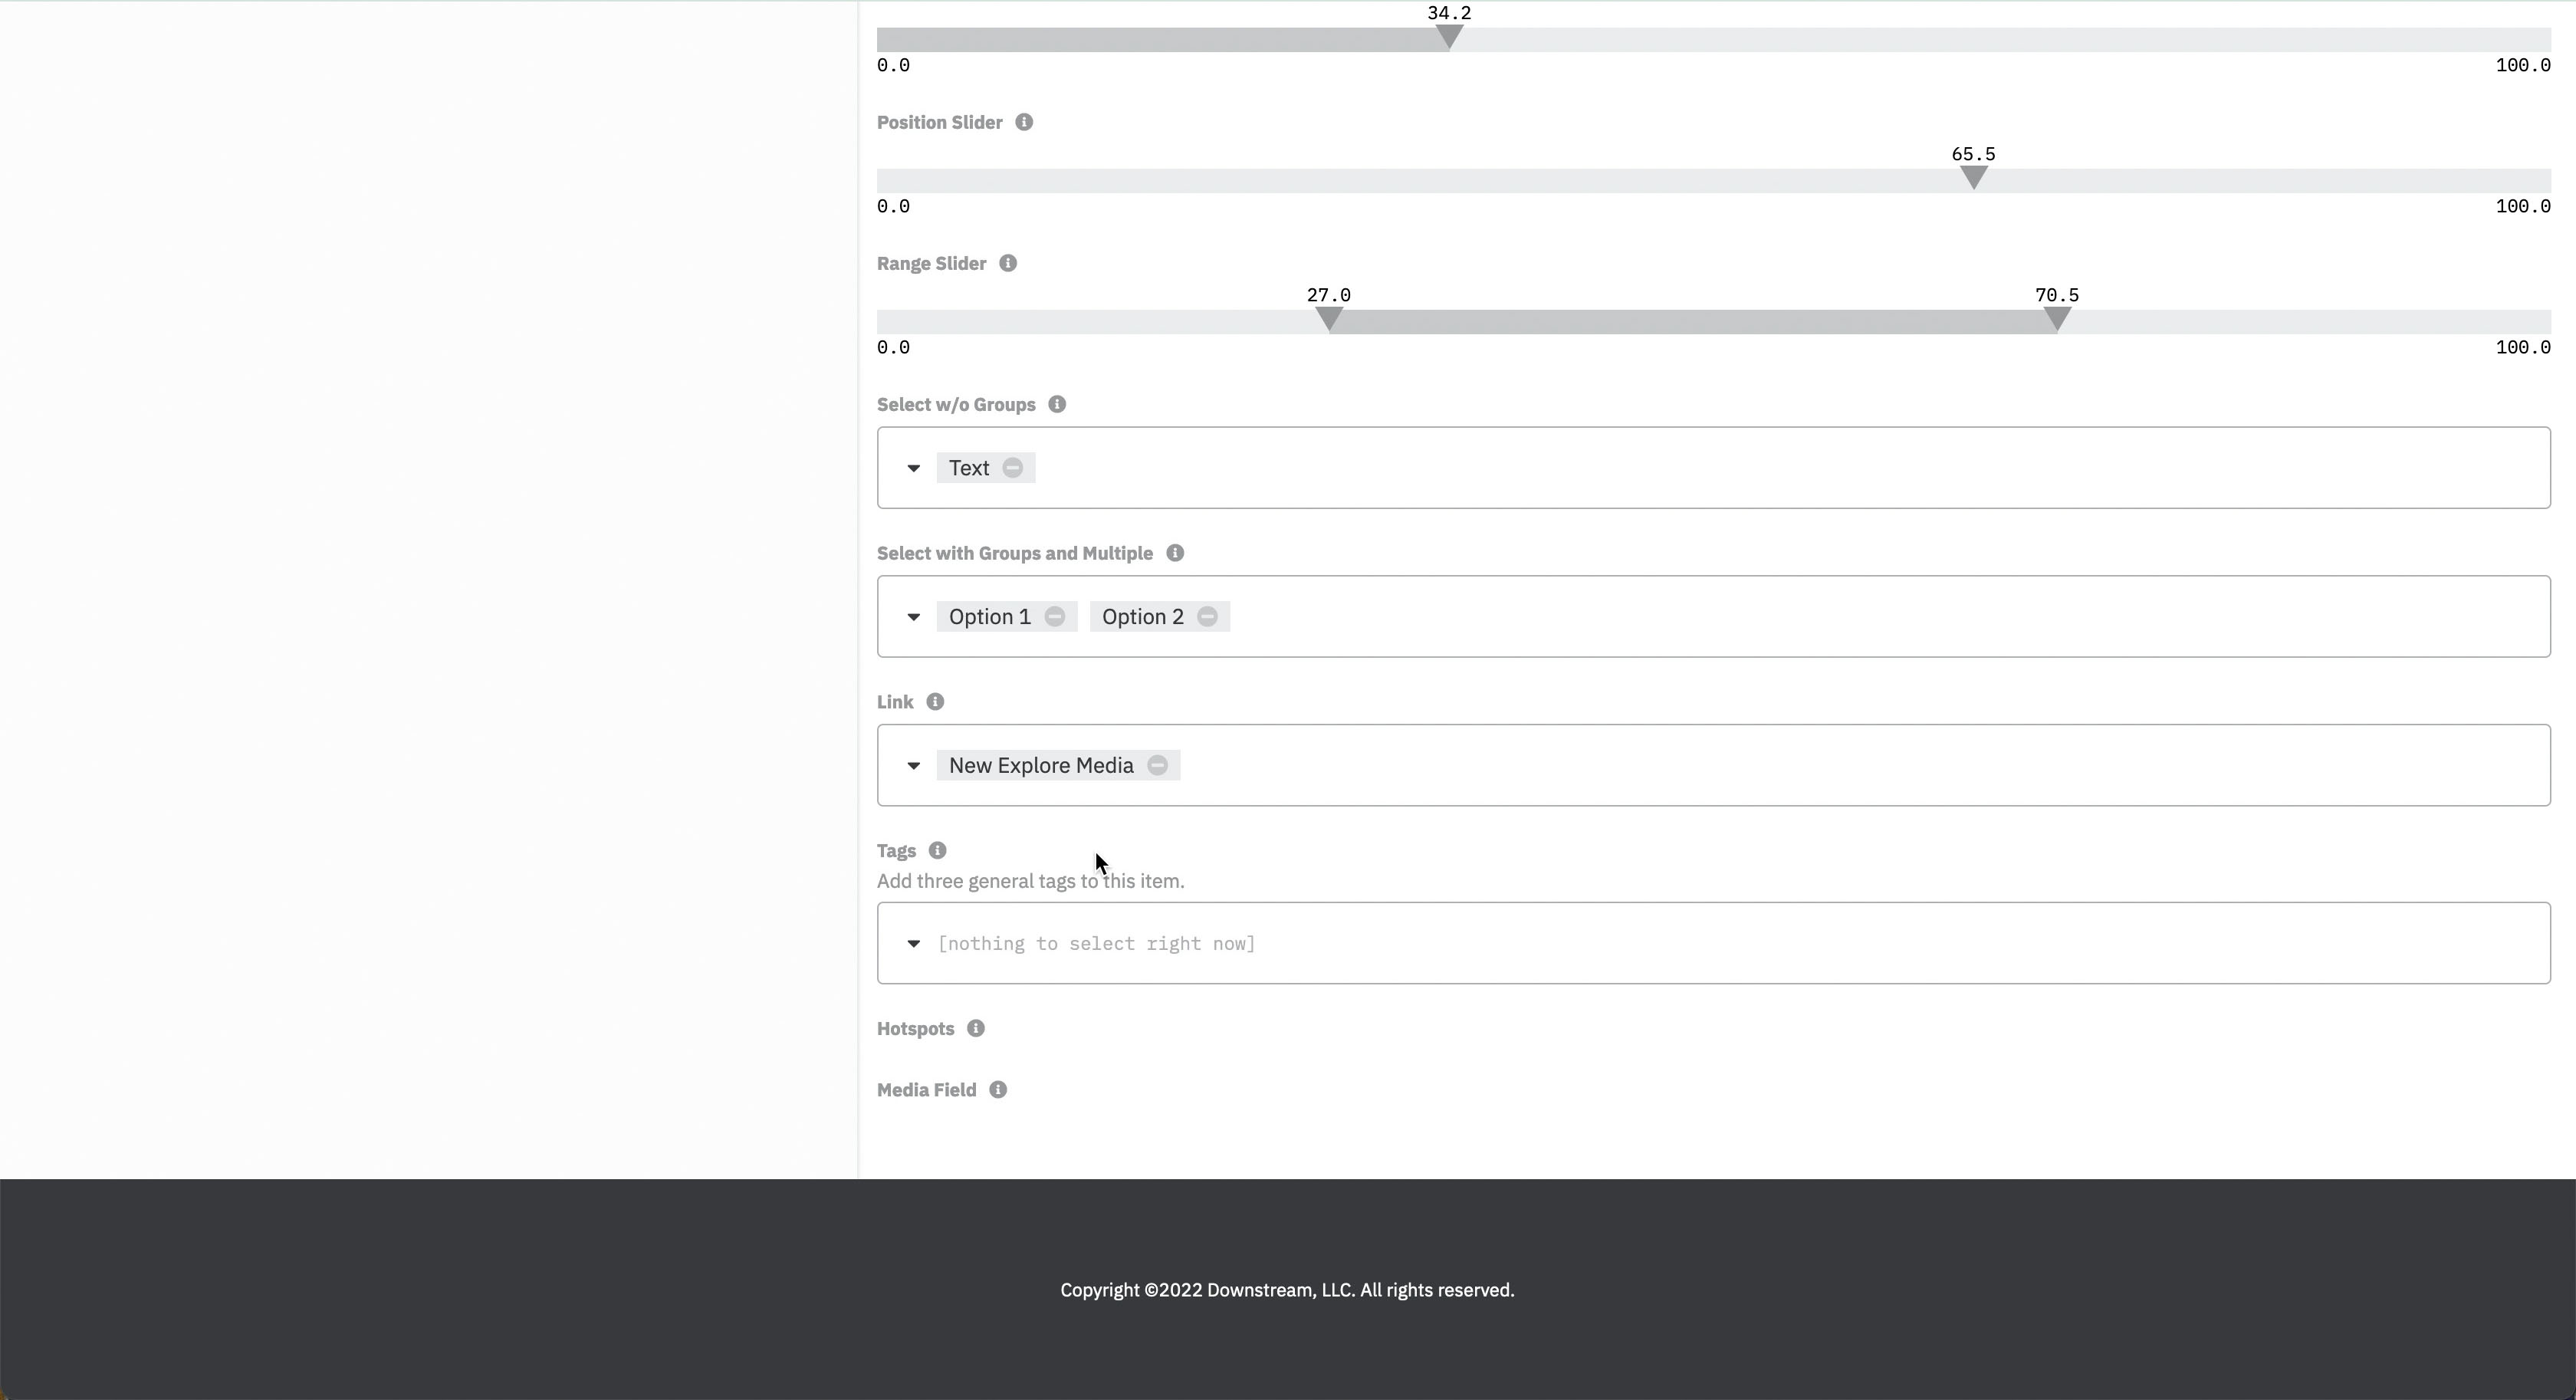 34.2
0.0 100.0
Position Slider
65.5
0.0 100.0
Range Slider
27.0 70.5
0.0 100.0
Select w/o Groups
Text
Select with Groups and Multiple
Option 1 Option 2
Link
New Explore Media
Tags
Add three general tags to this item.
[nothing to select right now]
Hotspots
Media Field
Copyright ©2022 Downstream, LLC. All rights reserved.